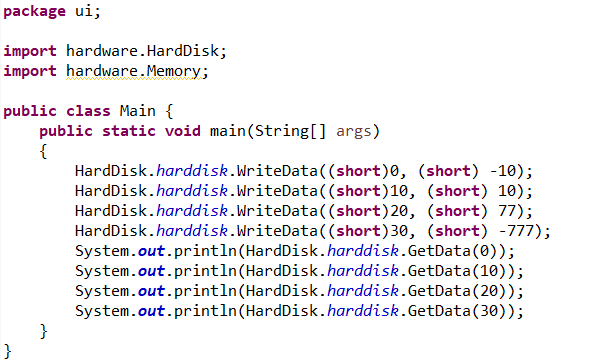 package ui;

import hardware.HardDisk;
import hardware.Memory;

public class Main {
    public static void main(String[] args)
    {
        HardDisk.harddisk.WriteData((short)0, (short) -10);
        HardDisk.harddisk.WriteData((short)10, (short) 10);
        HardDisk.harddisk.WriteData((short)20, (short) 77);
        HardDisk.harddisk.WriteData((short)30, (short) -777);
        System.out.println(HardDisk.harddisk.GetData(0));
        System.out.println(HardDisk.harddisk.GetData(10));
        System.out.println(HardDisk.harddisk.GetData(20));
        System.out.println(HardDisk.harddisk.GetData(30));
    }
}